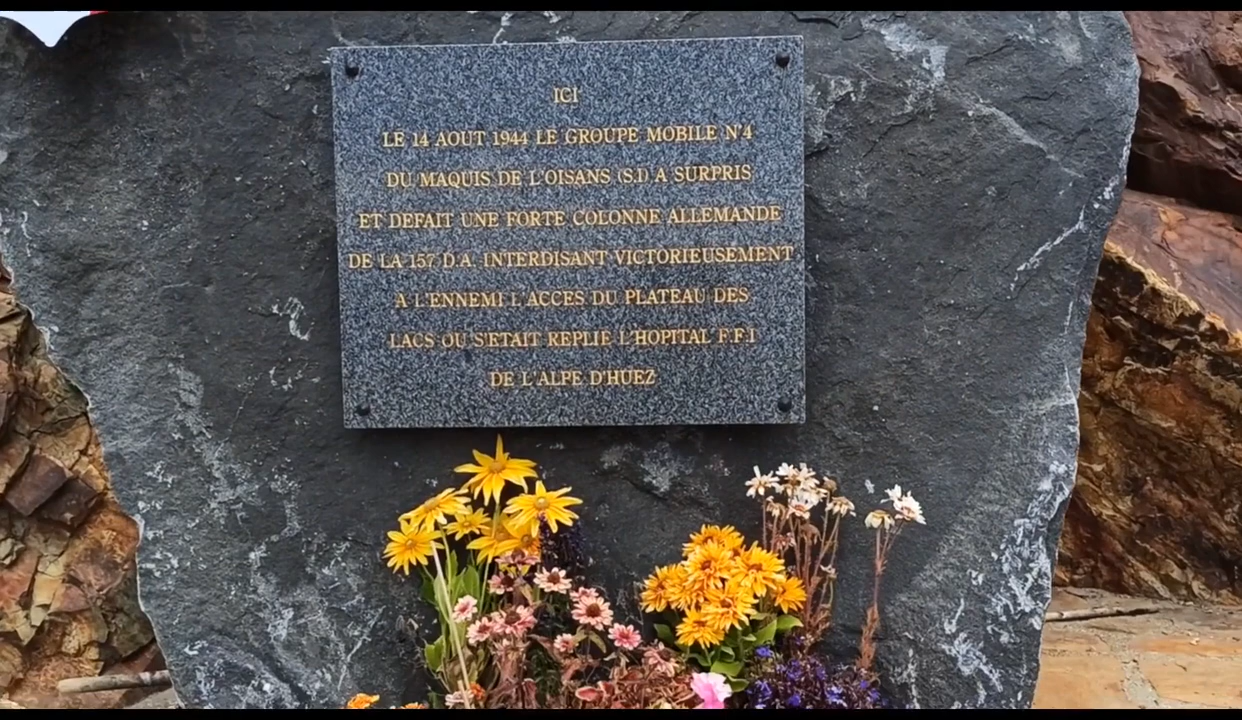 ICI
LE 14 AOUT 1944 LE GROUPE MOBILE N°4
DU MAQUIS DE L'OISANS (S.I) A SURPRIS
ET DEFAIT UNE FORTE COLONNE ALLEMANDE
DE LA 157 D.A. INTERDISANT VICTORIEUSEMENT
A L'ENNEMI L'ACCES DU PLATEAU DES
LACS OU S'ETAIT REPLIE L'HOPITAL F.F.I
DE L'ALPE D'HUEZ